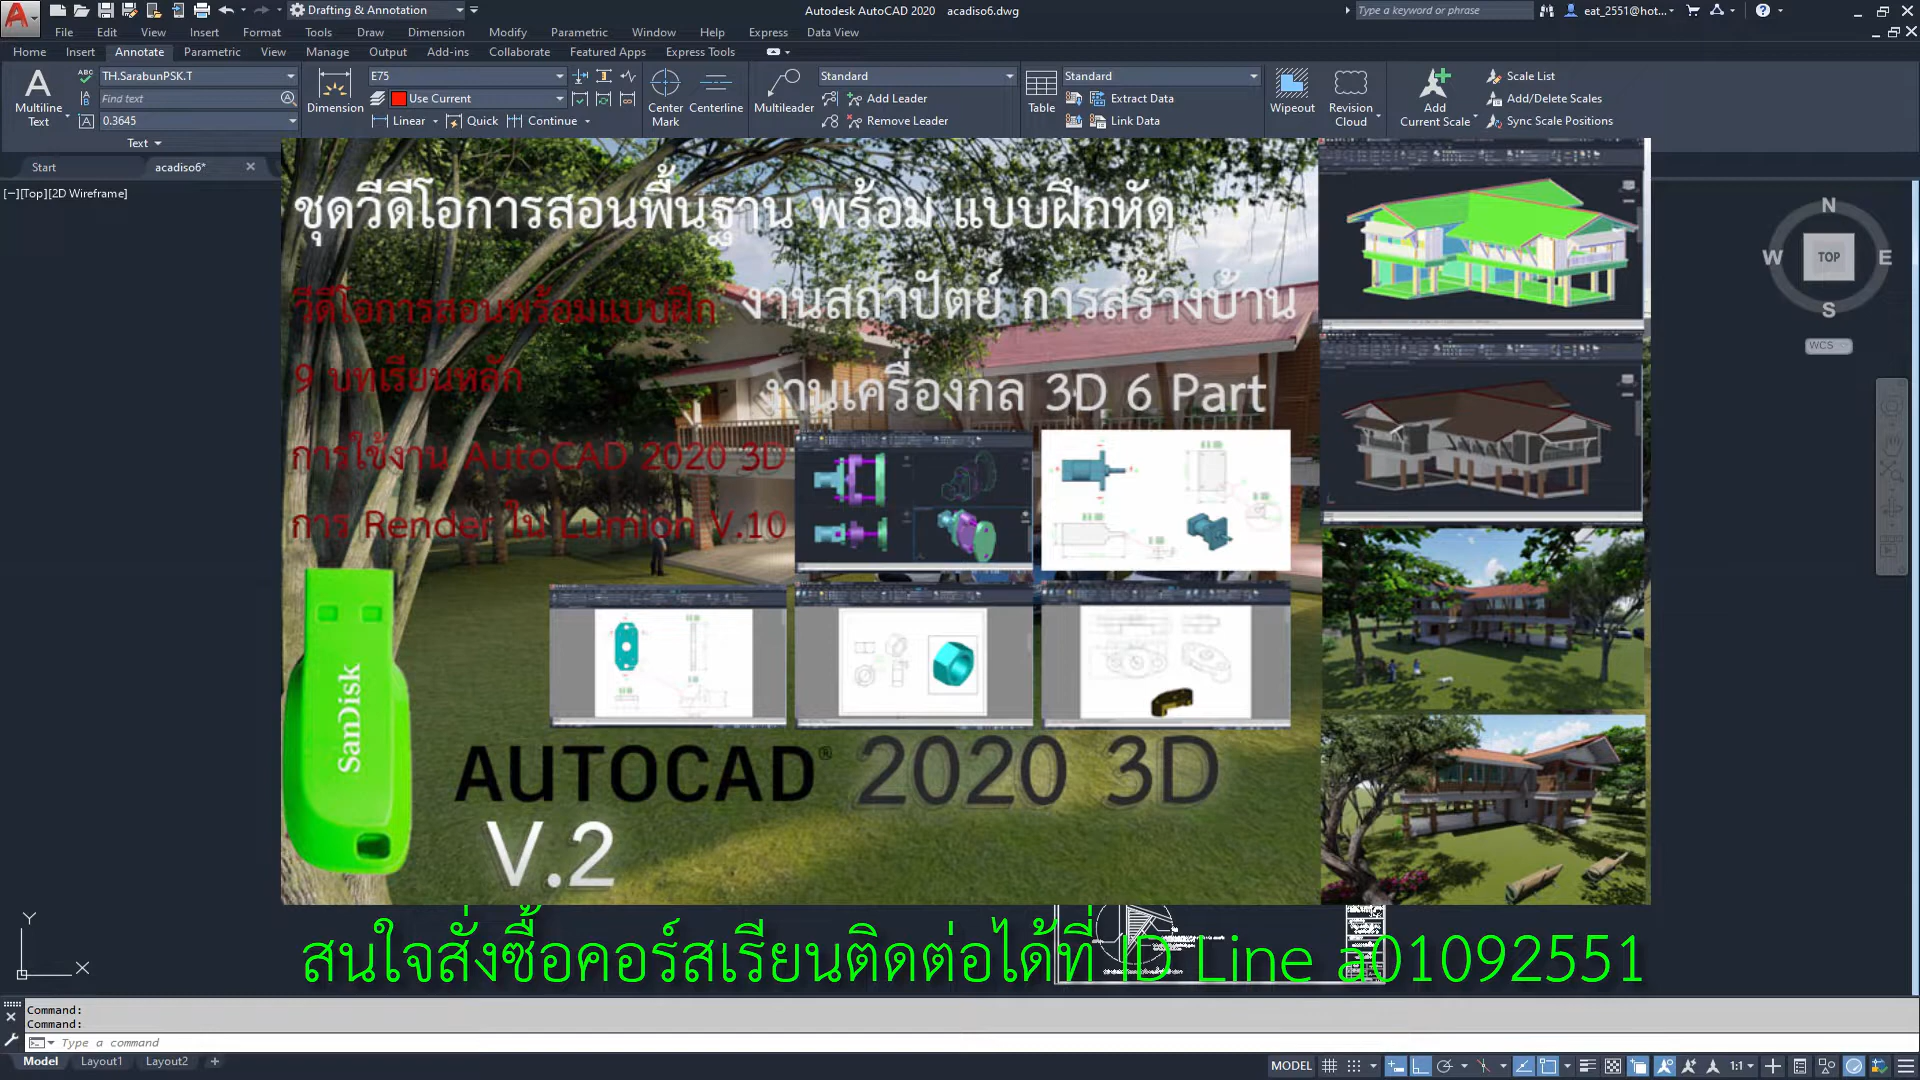 Drafting & Annotation
Autodesk AutoCAD 2020 acadiso6.dwg
Type a keyword or phrase
eat_2551@hot...
File Edit View Insert Format Tools Draw Dimension Modify Parametric Window Help Express Data View
Home Insert Annotate Parametric View Manage Output Add-ins Collaborate Featured Apps Express Tools
Multiline Text
TH.SarabunPSK.T
Find text
0.3645
Text
Dimension
E75
Use Current
Linear Quick Continue
Center Mark
Centerline
Multileader
Standard
Add Leader
Remove Leader
Table
Standard
Extract Data
Link Data
Wipeout
Revision Cloud
Add Current Scale
Scale List
Add/Delete Scales
Sync Scale Positions
Start acadiso6*
[−][Top][2D Wireframe]
N
W TOP E
S
WCS
ชุดวีดีโอการสอนพื้นฐาน พร้อม แบบฝึกหัด
วีดีโอการสอนพร้อมแบบฝึก
งานสถาปัตย์ การสร้างบ้าน
9 บทเรียนหลัก
งานเครื่องกล 3D 6 Part
การใช้งาน AutoCAD 2020 3D
การ Render ใน Lumion V.10
SanDisk
AUTOCAD® 2020 3D
V.2
สนใจสั่งซื้อคอร์สเรียนติดต่อได้ที่ ID Line a01092551
Y
X
Command:
Command:
Type a command
Model Layout1 Layout2 +
MODEL 1:1